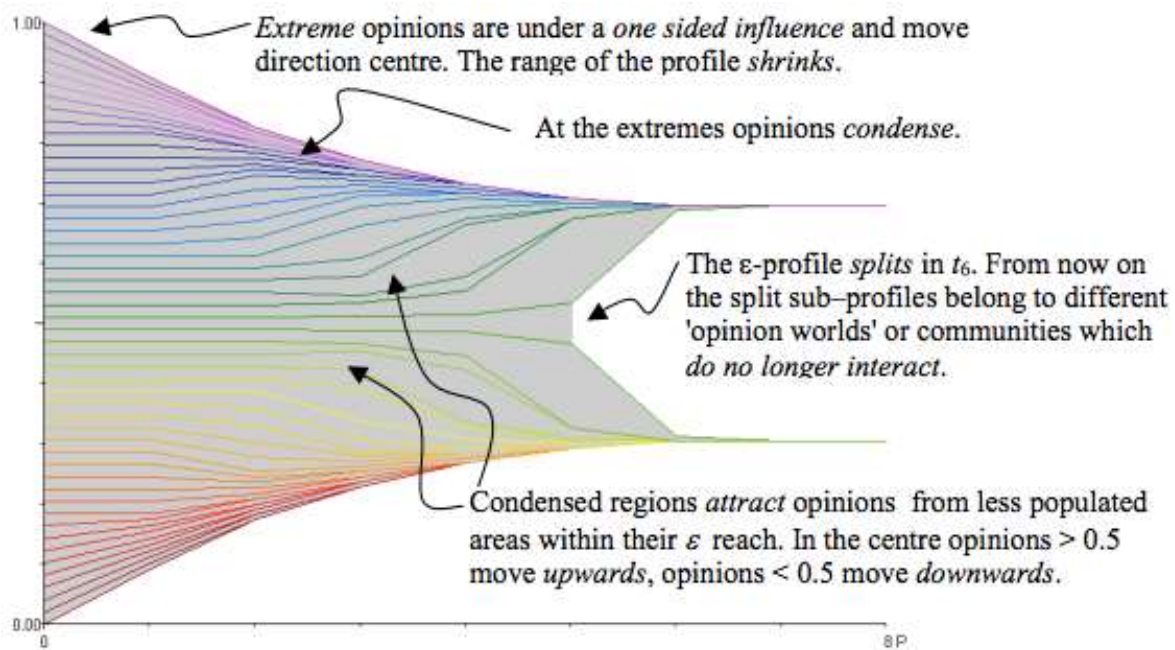 1.00
Extreme opinions are under a one sided influence and move
direction centre. The range of the profile shrinks.
At the extremes opinions condense.
The ε-profile splits in t₆. From now on
the split sub–profiles belong to different
'opinion worlds' or communities which
do no longer interact.
Condensed regions attract opinions from less populated
areas within their ε reach. In the centre opinions > 0.5
move upwards, opinions < 0.5 move downwards.
0.00
0
8 P